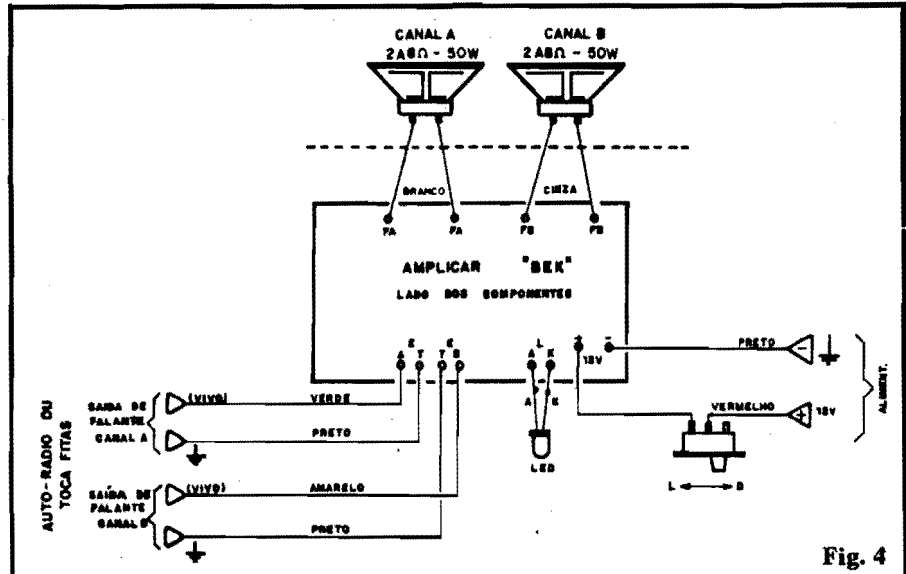 CANAL A
2A8Ω - 50W
CANAL B
2A8Ω - 50W
BRANCO
CINZA
FA
FA
FB
FB
AMPLICAR "BEK"
LADO DOS COMPONENTES
E
E
L
A
T
T
B
A
K
+
-
12V
A
K
LED
PRETO
-
VERMELHO
+
12V
ALIMENT.
L
D
AUTO-RADIO OU
TOCA FITAS
SAIDA DE
FALANTE
CANAL A
(VIVO)
VERDE
PRETO
SAÍDA DE
FALANTE
CANAL B
(VIVO)
AMARELO
PRETO
Fig. 4